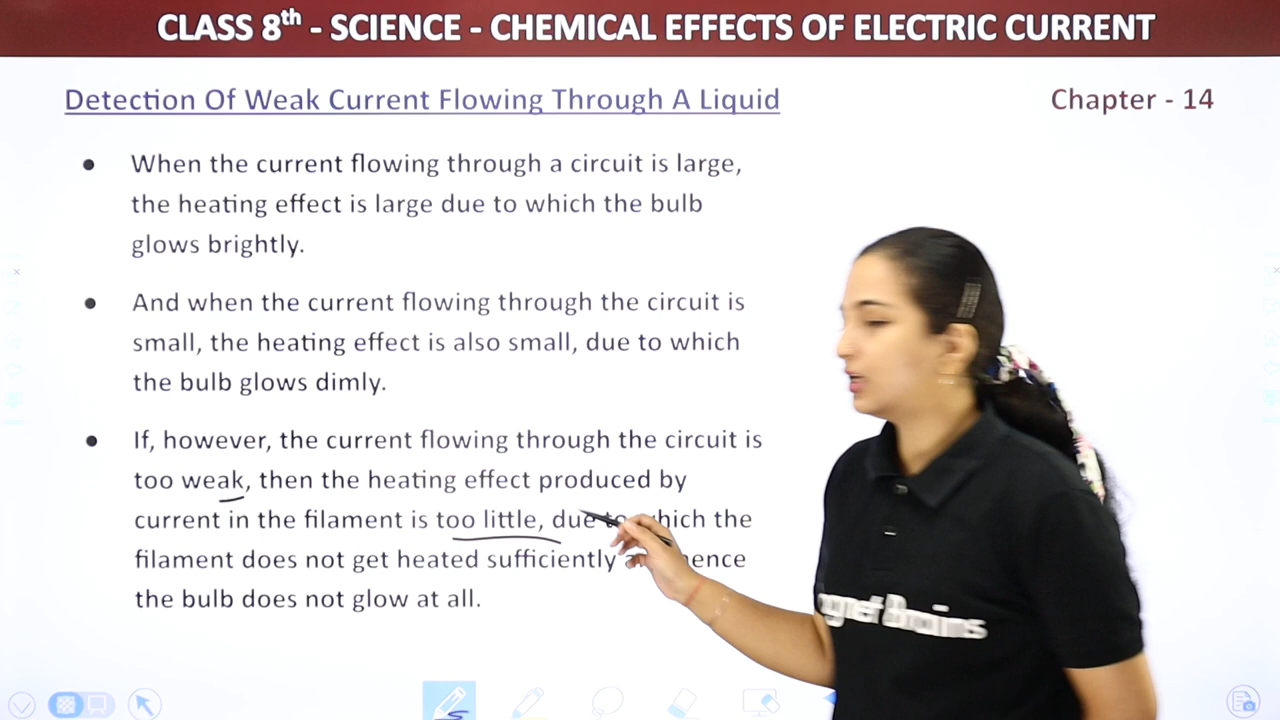 CLASS 8th - SCIENCE - CHEMICAL EFFECTS OF ELECTRIC CURRENT
Detection Of Weak Current Flowing Through A Liquid
Chapter - 14
● When the current flowing through a circuit is large,
the heating effect is large due to which the bulb
glows brightly.
● And when the current flowing through the circuit is
small, the heating effect is also small, due to which
the bulb glows dimly.
● If, however, the current flowing through the circuit is
too weak, then the heating effect produced by
current in the filament is too little, due to which the
filament does not get heated sufficiently hence
the bulb does not glow at all.
Brains